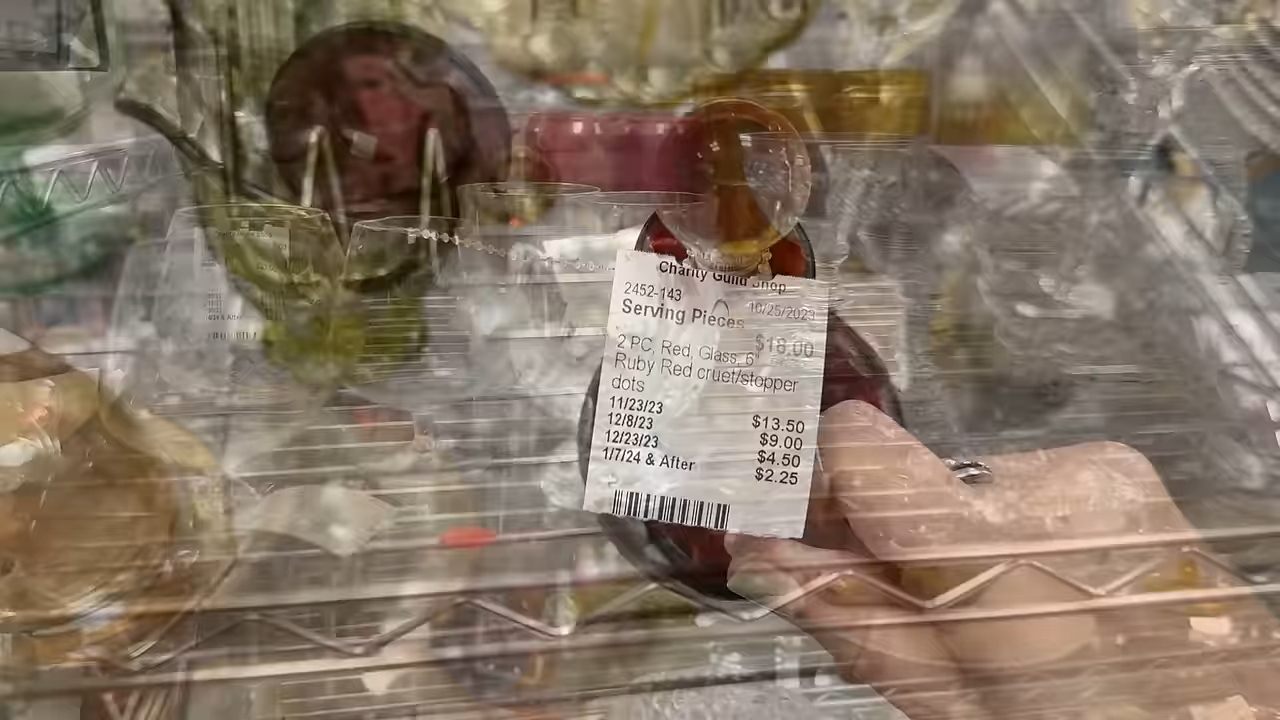 Charity Guild Shop
2452-143 10/25/2023
Serving Pieces
$18.00
2 PC, Red, Glass, 6"
Ruby Red cruet/stopper
dots
11/23/23 $13.50
12/8/23 $9.00
12/23/23 $4.50
1/7/24 & After $2.25